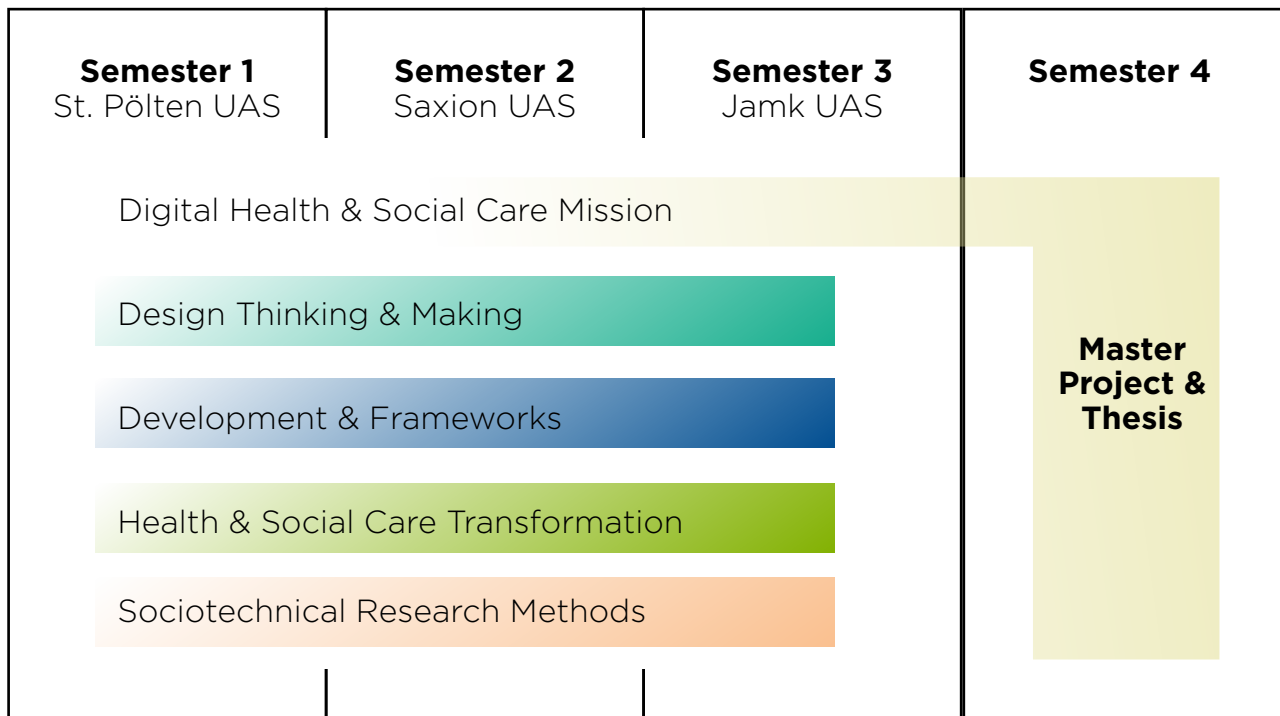 Semester 1
St. Pölten UAS
Semester 2
Saxion UAS
Semester 3
Jamk UAS
Semester 4
Digital Health & Social Care Mission
Design Thinking & Making
Development & Frameworks
Health & Social Care Transformation
Sociotechnical Research Methods
Master
Project &
Thesis